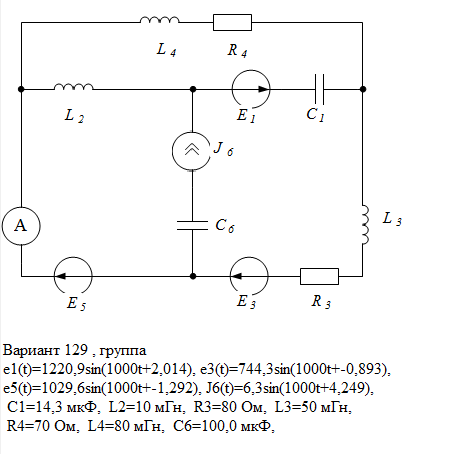 L 4
R 4
L 2
E 1
C 1
J 6
A
C 6
L 3
E 5
E 3
R 3
Вариант 129 , группа
e1(t)=1220,9sin(1000t+2,014), e3(t)=744,3sin(1000t+-0,893),
e5(t)=1029,6sin(1000t+-1,292), J6(t)=6,3sin(1000t+4,249),
C1=14,3 мкФ, L2=10 мГн, R3=80 Ом, L3=50 мГн,
R4=70 Ом, L4=80 мГн, C6=100,0 мкФ,